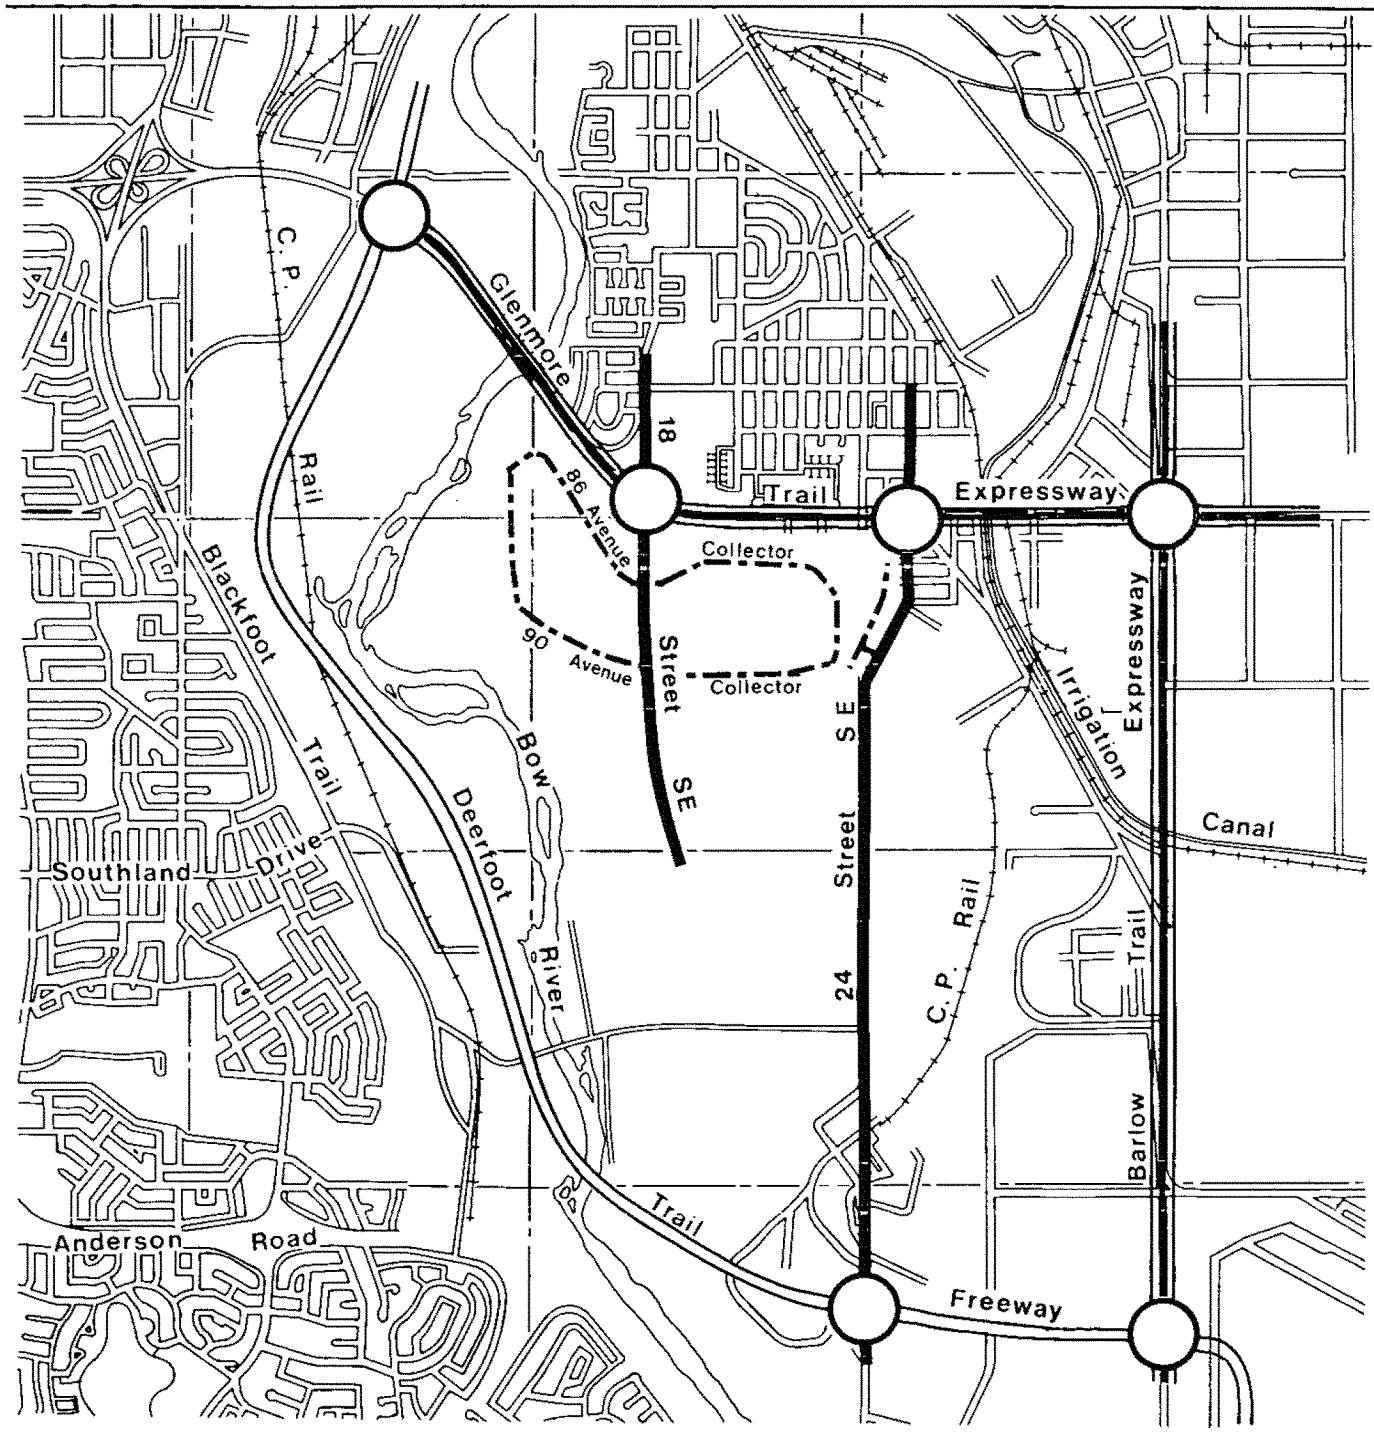 C. P.
Rail
Glenmore
Trail
Expressway
18
Street
SE
86 Avenue
Collector
90 Avenue
Collector
Blackfoot
Trail
Bow
River
Deerfoot
Trail
Freeway
Southland Drive
Anderson Road
S E
Street
24
C. P. Rail
Irrigation
Canal
Expressway
Trail
Barlow